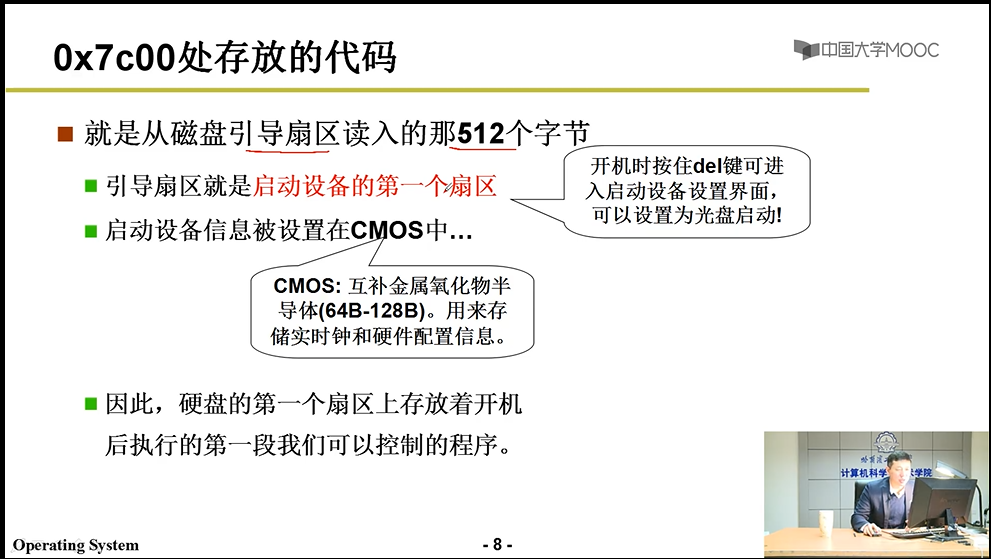 0x7c00处存放的代码
中国大学MOOC
就是从磁盘引导扇区读入的那512个字节
引导扇区就是启动设备的第一个扇区
开机时按住del键可进
入启动设备设置界面，
可以设置为光盘启动!
启动设备信息被设置在CMOS中...
CMOS: 互补金属氧化物半
导体(64B-128B)。用来存
储实时钟和硬件配置信息。
因此，硬盘的第一个扇区上存放着开机
后执行的第一段我们可以控制的程序。
计算机科学
术学院
Operating System
- 8 -